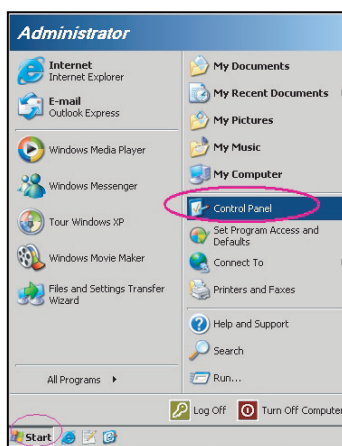 Administrator
Internet
Internet Explorer
E-mail
Outlook Express
Windows Media Player
Windows Messenger
Tour Windows XP
Windows Movie Maker
Files and Settings Transfer
Wizard
All Programs
My Documents
My Recent Documents
My Pictures
My Music
My Computer
Control Panel
Set Program Access and
Defaults
Connect To
Printers and Faxes
Help and Support
Search
Run...
Log Off
Turn Off Computer
Start